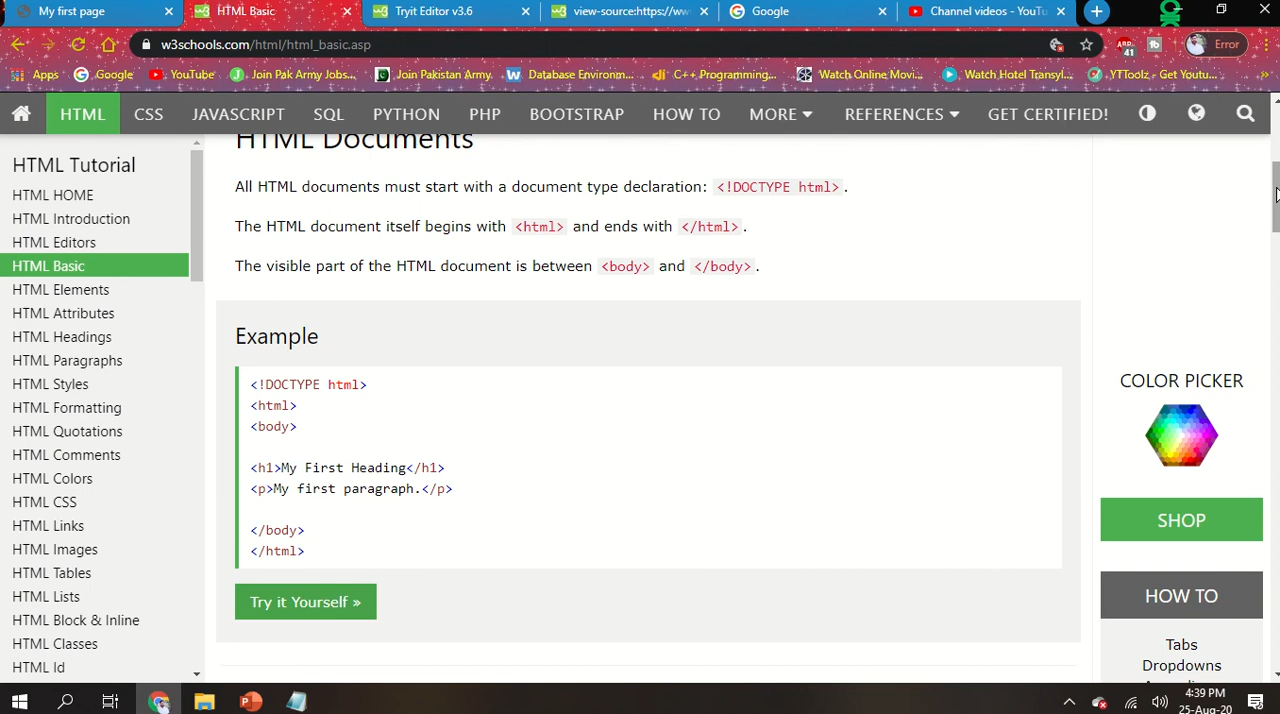 My first page
HTML Basic
Tryit Editor v3.6
view-source:https://ww
Google
Channel videos - YouTu
w3schools.com/html/html_basic.asp
ABP
41
tb
Error
Apps
Google
YouTube
Join Pak Army Jobs...
Join Pakistan Army.
Database Environm...
C++ Programming,...
Watch Online Movi...
Watch Hotel Transyl...
YTToolz - Get Youtu...
HTML
CSS
JAVASCRIPT
SQL
PYTHON
PHP
BOOTSTRAP
HOW TO
MORE
REFERENCES
GET CERTIFIED!
HTML Tutorial
HTML HOME
HTML Introduction
HTML Editors
HTML Basic
HTML Elements
HTML Attributes
HTML Headings
HTML Paragraphs
HTML Styles
HTML Formatting
HTML Quotations
HTML Comments
HTML Colors
HTML CSS
HTML Links
HTML Images
HTML Tables
HTML Lists
HTML Block & Inline
HTML Classes
HTML Id
HTML Documents
All HTML documents must start with a document type declaration: <!DOCTYPE html>.
The HTML document itself begins with <html> and ends with </html>.
The visible part of the HTML document is between <body> and </body>.
Example
<!DOCTYPE html>
<html>
<body>
<h1>My First Heading</h1>
<p>My first paragraph.</p>
</body>
</html>
Try it Yourself »
COLOR PICKER
SHOP
HOW TO
Tabs
Dropdowns
4:39 PM
25-Aug-20